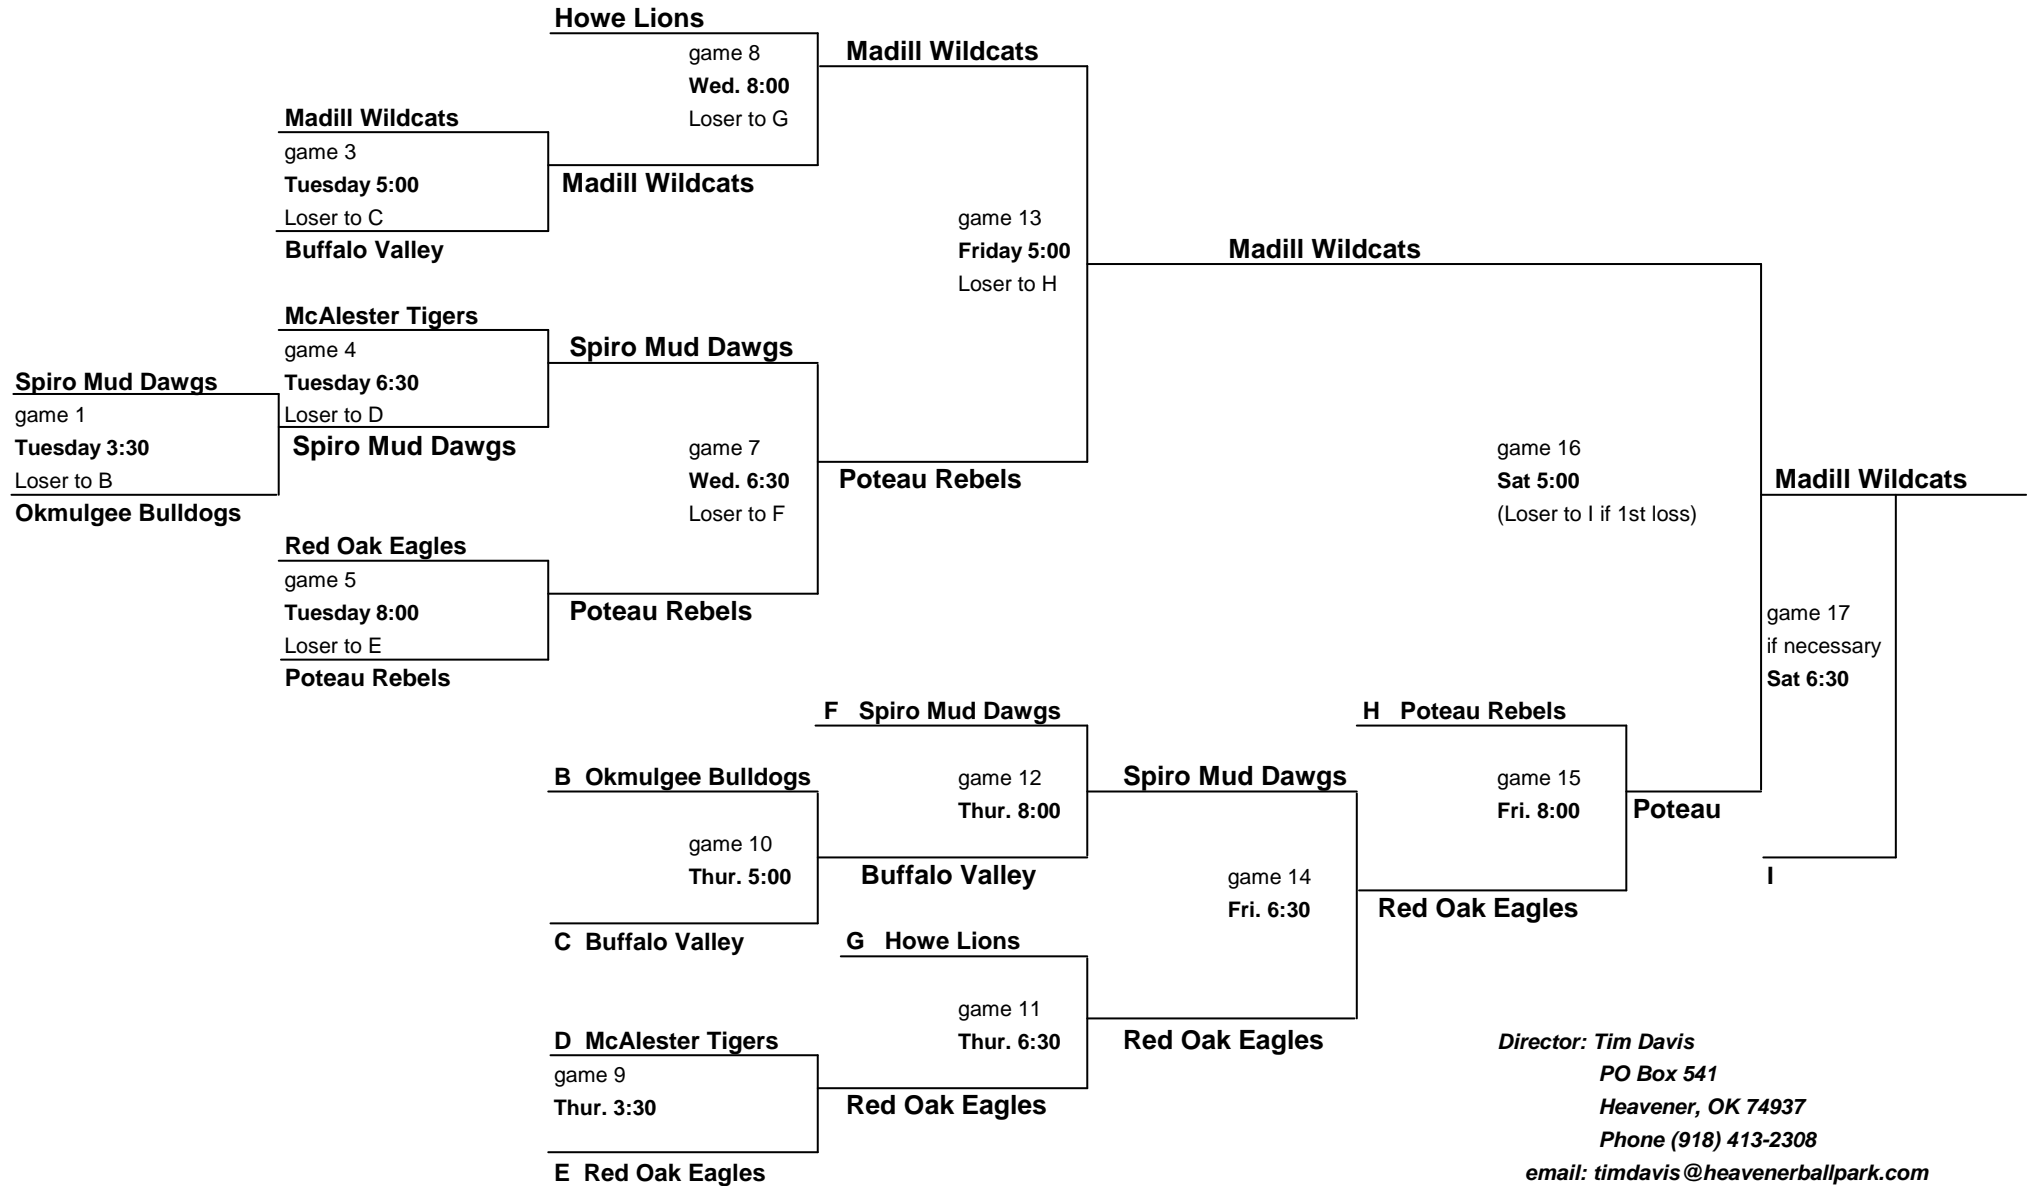 Howe Lions
game 8
Wed. 8:00
Loser to G
Madill Wildcats
Madill Wildcats
game 3
Tuesday 5:00
Loser to C
Buffalo Valley
Madill Wildcats
game 13
Friday 5:00
Loser to H
Madill Wildcats
McAlester Tigers
game 4
Tuesday 6:30
Loser to D
Spiro Mud Dawgs
Spiro Mud Dawgs
game 1
Tuesday 3:30
Loser to B
Okmulgee Bulldogs
Spiro Mud Dawgs
game 7
Wed. 6:30
Loser to F
Poteau Rebels
Red Oak Eagles
game 5
Tuesday 8:00
Loser to E
Poteau Rebels
Poteau Rebels
game 16
Sat 5:00
(Loser to I if 1st loss)
Madill Wildcats
game 17
if necessary
Sat 6:30
F Spiro Mud Dawgs
H Poteau Rebels
B Okmulgee Bulldogs
game 12
Thur. 8:00
Spiro Mud Dawgs
game 15
Fri. 8:00
Poteau
game 10
Thur. 5:00
Buffalo Valley
game 14
Fri. 6:30
Red Oak Eagles
I
C Buffalo Valley
G Howe Lions
game 11
Thur. 6:30
Red Oak Eagles
D McAlester Tigers
game 9
Thur. 3:30
Red Oak Eagles
E Red Oak Eagles
Director: Tim Davis
PO Box 541
Heavener, OK 74937
Phone (918) 413-2308
email: timdavis@heavenerballpark.com